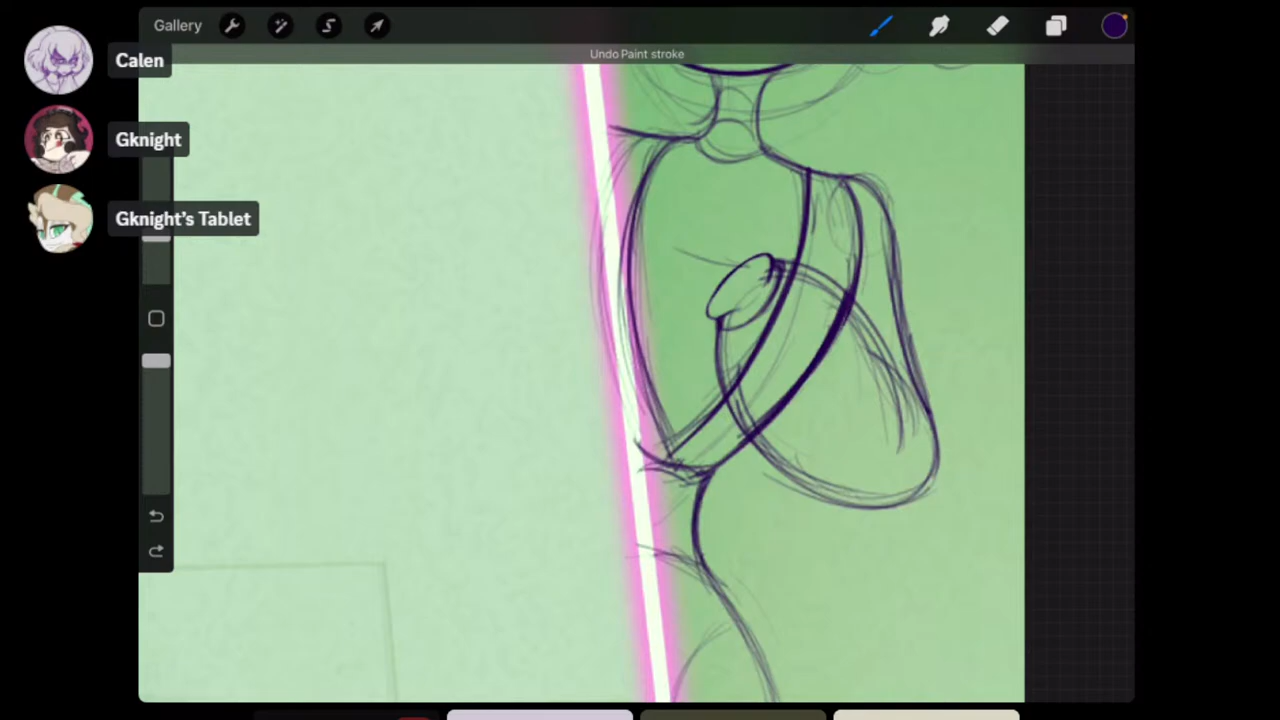 Gallery
Undo Paint stroke
Calen
Gknight
Gknight’s Tablet